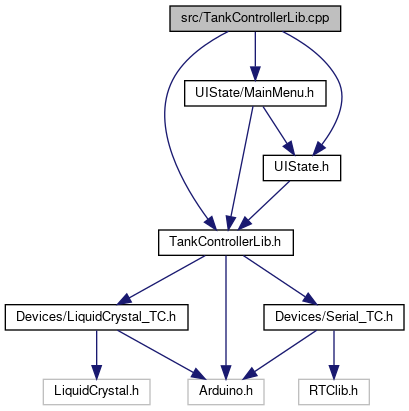 src/TankControllerLib.cpp
UIState/MainMenu.h
UIState.h
TankControllerLib.h
Devices/LiquidCrystal_TC.h
Devices/Serial_TC.h
LiquidCrystal.h
Arduino.h
RTClib.h